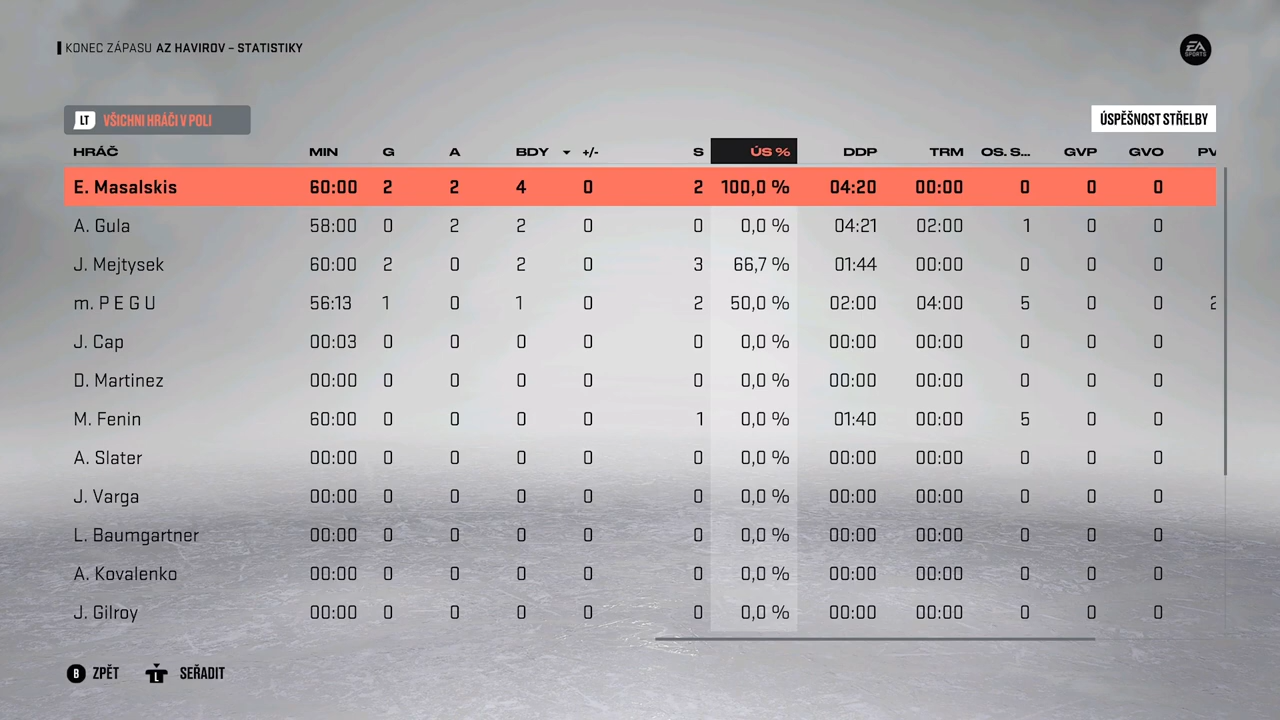 KONEC ZÁPASU AZ HAVIROV – STATISTIKY
EA SPORTS
LT VŠICHNI HRÁČI V POLI
ÚSPĚŠNOST STŘELBY
HRÁČ MIN G A BDY +/- S ÚS % DDP TRM OS. S... GVP GVO PV
E. Masalskis 60:00 2 2 4 0 2 100,0 % 04:20 00:00 0 0 0
A. Gula 58:00 0 2 2 0 0 0,0 % 04:21 02:00 1 0 0
J. Mejtysek 60:00 2 0 2 0 3 66,7 % 01:44 00:00 0 0 0
m. P E G U 56:13 1 0 1 0 2 50,0 % 02:00 04:00 5 0 0 2
J. Cap 00:03 0 0 0 0 0 0,0 % 00:00 00:00 0 0 0
D. Martinez 00:00 0 0 0 0 0 0,0 % 00:00 00:00 0 0 0
M. Fenin 60:00 0 0 0 0 1 0,0 % 01:40 00:00 5 0 0
A. Slater 00:00 0 0 0 0 0 0,0 % 00:00 00:00 0 0 0
J. Varga 00:00 0 0 0 0 0 0,0 % 00:00 00:00 0 0 0
L. Baumgartner 00:00 0 0 0 0 0 0,0 % 00:00 00:00 0 0 0
A. Kovalenko 00:00 0 0 0 0 0 0,0 % 00:00 00:00 0 0 0
J. Gilroy 00:00 0 0 0 0 0 0,0 % 00:00 00:00 0 0 0
B ZPĚT L SEŘADIT